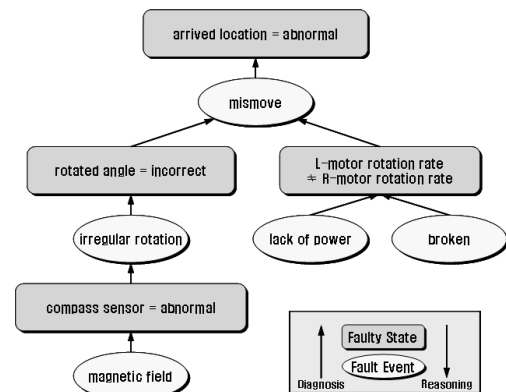 arrived location = abnormal
mismove
rotated angle = incorrect
L-motor rotation rate
≠ R-motor rotation rate
irregular rotation
lack of power
broken
compass sensor = abnormal
magnetic field
Faulty State
Fault Event
Diagnosis
Reasoning